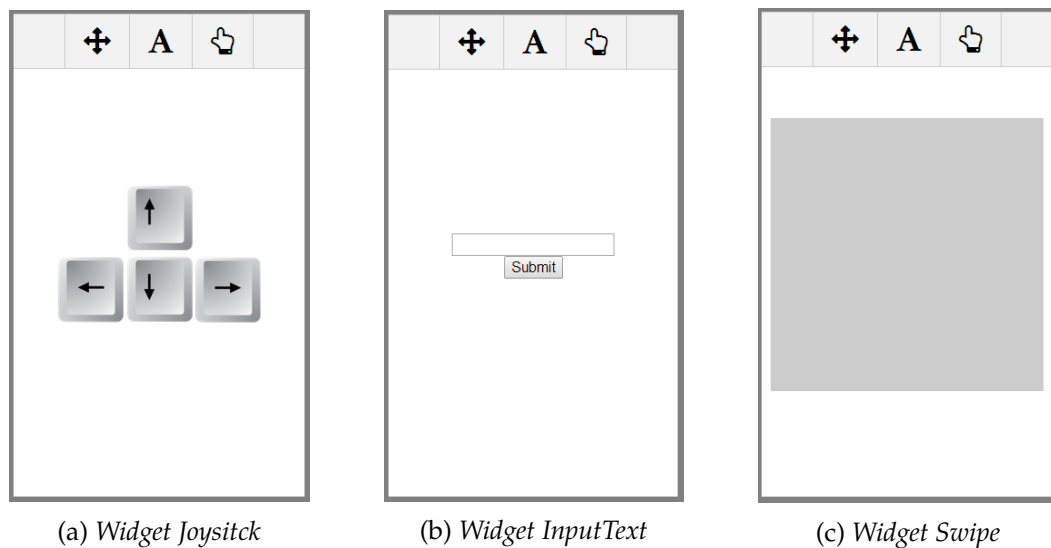 A
A
A
Submit
(a) Widget Joysitck
(b) Widget InputText
(c) Widget Swipe